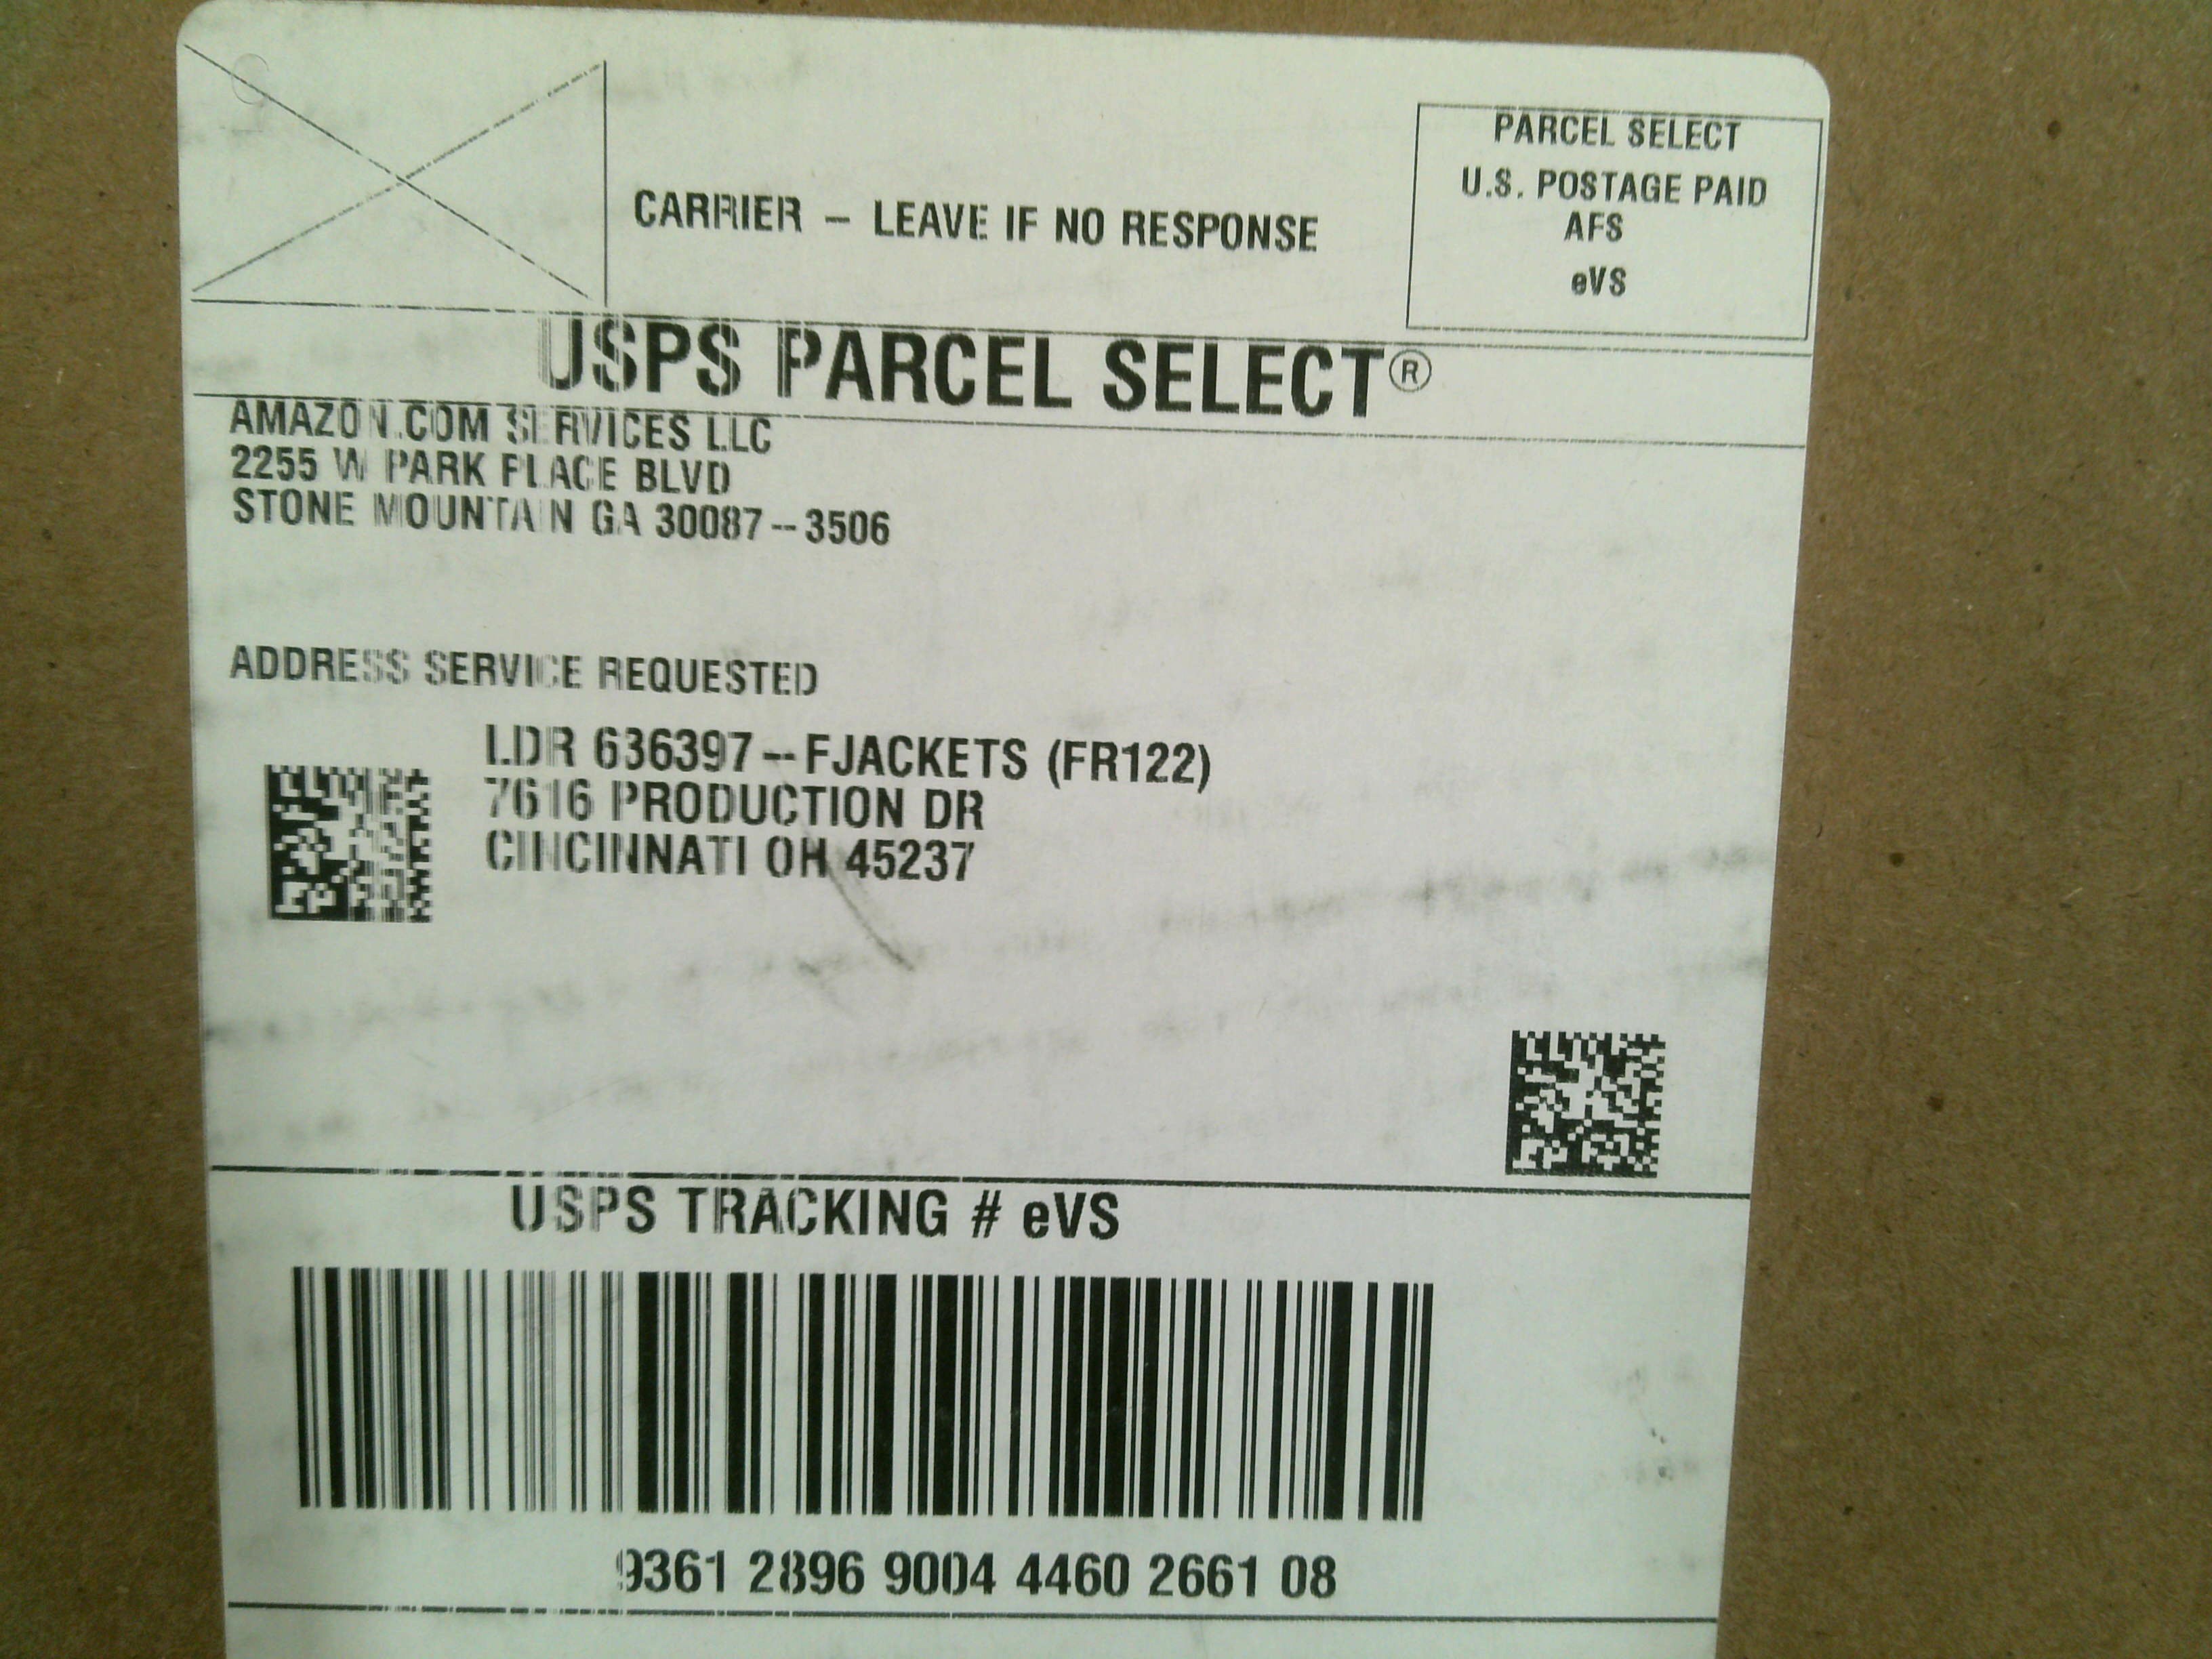 PARCEL SELECT
U.S. POSTAGE PAID
AFS
eVS
CARRIER – LEAVE IF NO RESPONSE
USPS PARCEL SELECT®
AMAZON.COM SERVICES LLC
2255 W PARK PLACE BLVD
STONE MOUNTAIN GA 30087-3506
ADDRESS SERVICE REQUESTED
LDR 636397-FJACKETS (FR122)
7616 PRODUCTION DR
CINCINNATI OH 45237
USPS TRACKING # eVS
9361 2896 9004 4460 2661 08